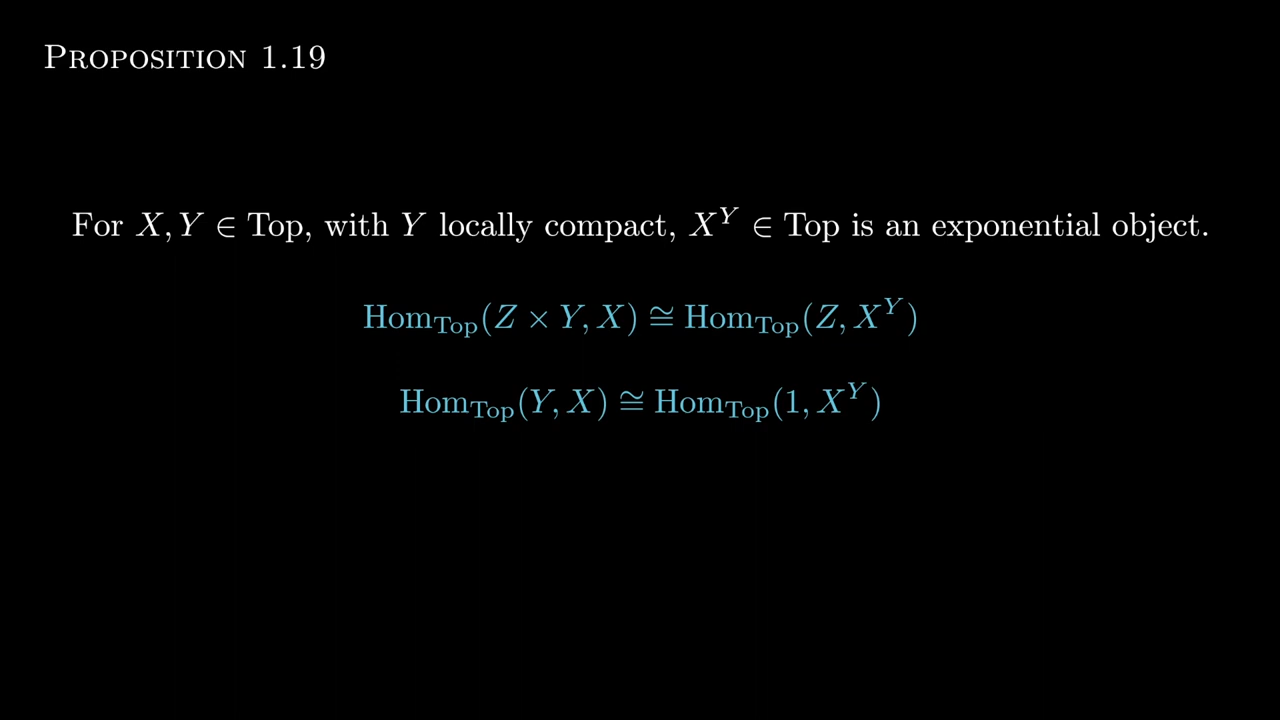 Proposition 1.19
For X, Y ∈ Top, with Y locally compact, X^Y ∈ Top is an exponential object.
Hom_Top(Z × Y, X) ≅ Hom_Top(Z, X^Y)
Hom_Top(Y, X) ≅ Hom_Top(1, X^Y)